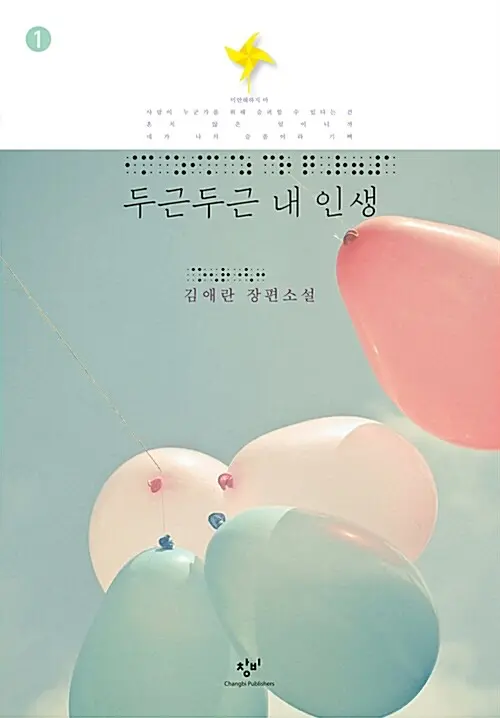 1
미안해하지 마
사람이 누군가를 위해 슬퍼할 수 있다는 건
흔치 않은 일이니까
네가 나의 슬픔이라 기뻐
두근두근 내 인생
김애란 장편소설
창비
Changbi Publishers